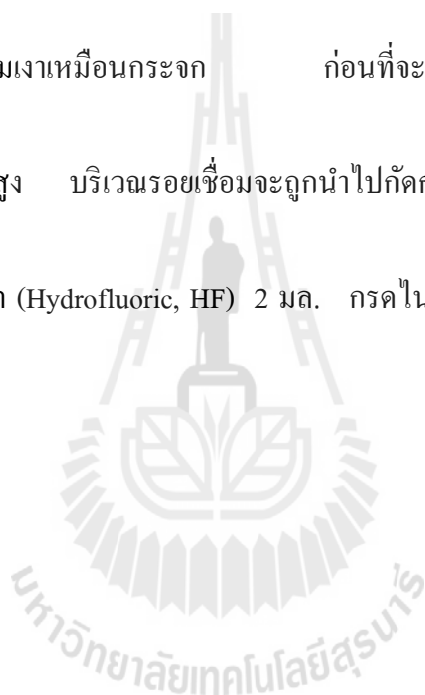 มเงาเหมือนกระจก ก่อนที่จะ
สูง บริเวณรอยเชื่อมจะถูกนำไปกัดก
(Hydrofluoric, HF) 2 มล. กรดไน
มหาวิทยาลัยเทคโนโลยีสุรนารี